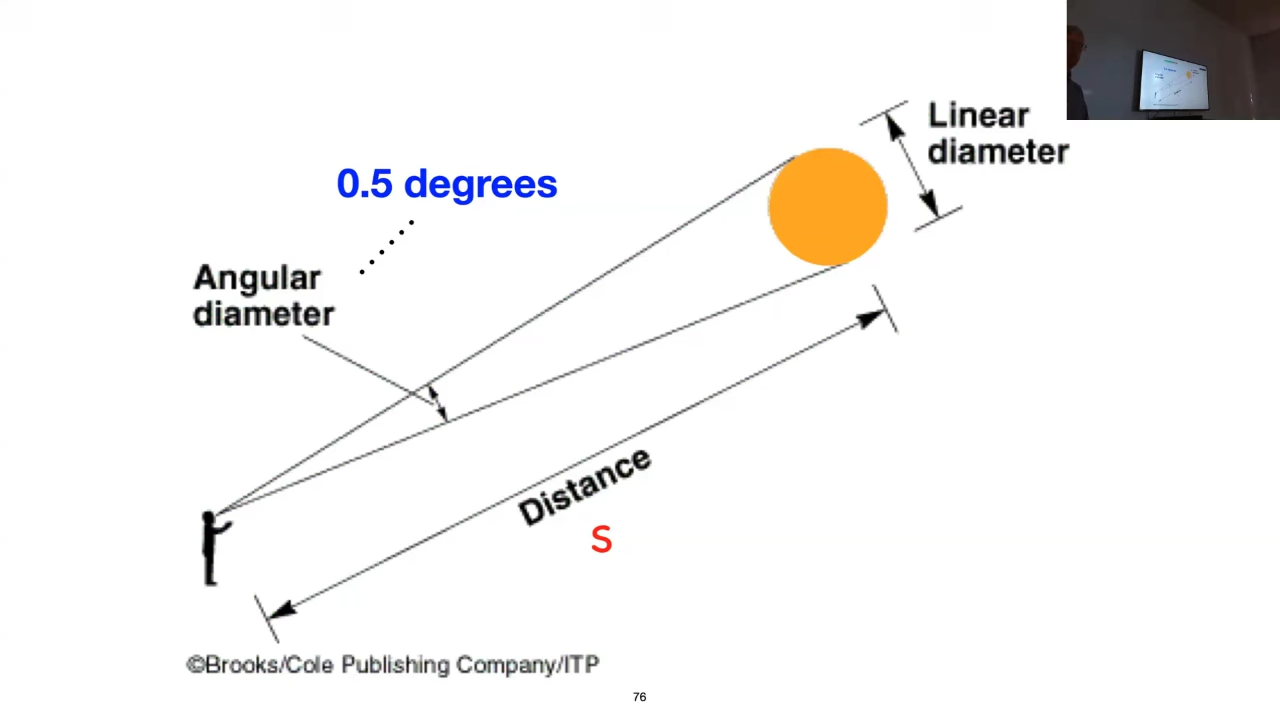 Linear
diameter
0.5 degrees
Angular
diameter
Distance
S
©Brooks/Cole Publishing Company/ITP
76